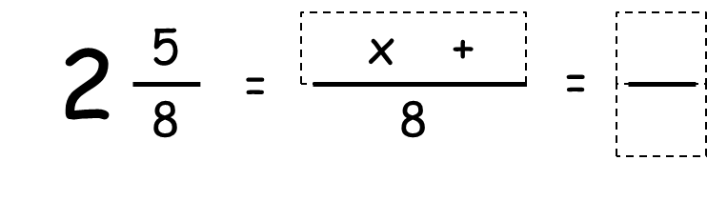 2 5/8 = x + / 8 =